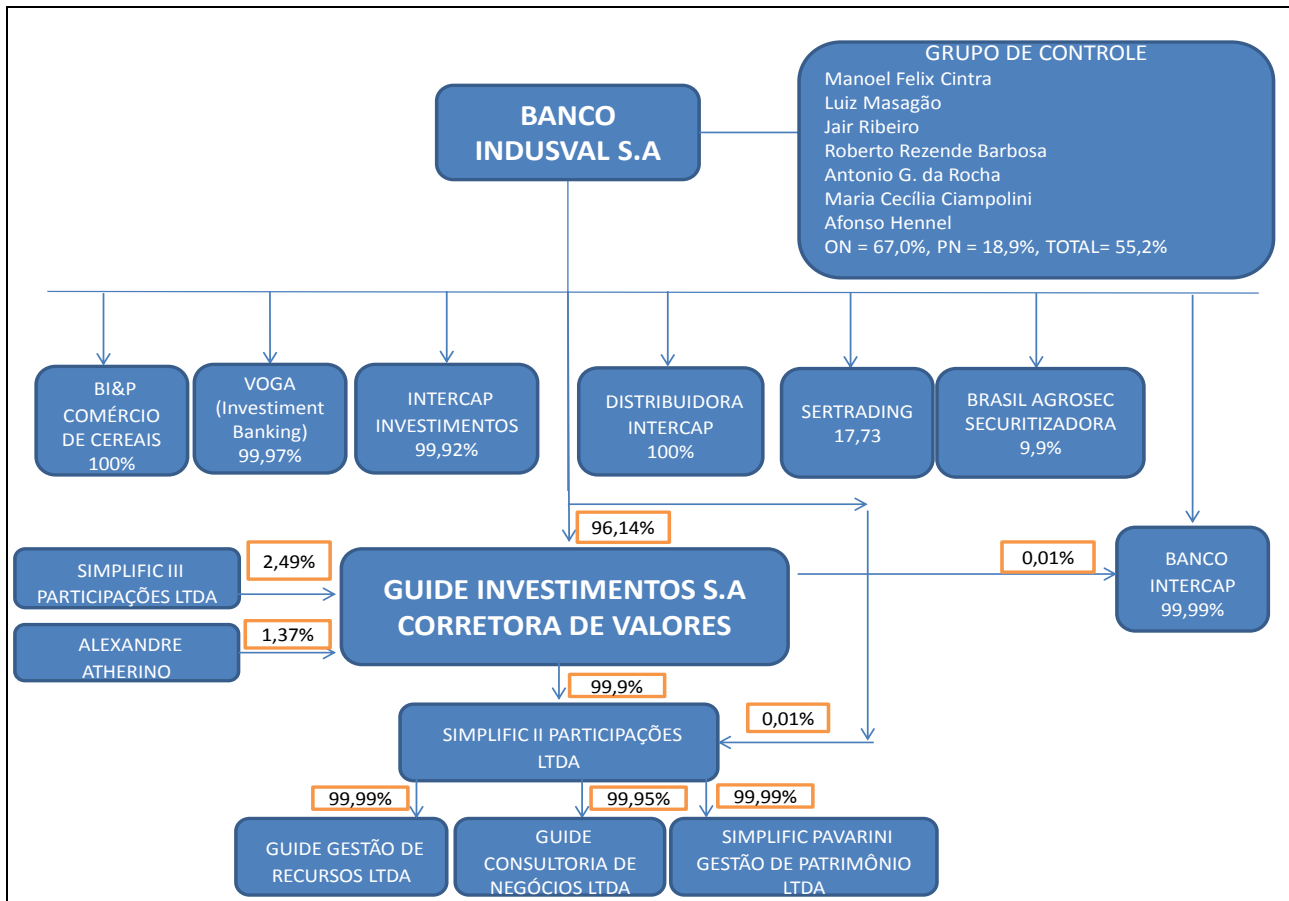 GRUPO DE CONTROLE
Manoel Felix Cintra
Luiz Masagão
Jair Ribeiro
Roberto Rezende Barbosa
Antonio G. da Rocha
Maria Cecília Ciampolini
Afonso Hennel
ON = 67,0%, PN = 18,9%, TOTAL= 55,2%
BANCO
INDUSVAL S.A
BI&P
COMÉRCIO
DE CEREAIS
100%
VOGA
(Investiment
Banking)
99,97%
INTERCAP
INVESTIMENTOS
99,92%
DISTRIBUIDORA
INTERCAP
100%
SERTRADING
17,73
BRASIL AGROSEC
SECURITIZADORA
9,9%
96,14%
SIMPLIFIC III
PARTICIPAÇÕES LTDA
2,49%
ALEXANDRE
ATHERINO
1,37%
GUIDE INVESTIMENTOS S.A
CORRETORA DE VALORES
0,01%
BANCO
INTERCAP
99,99%
99,9%
SIMPLIFIC II PARTICIPAÇÕES
LTDA
0,01%
99,99%
99,95%
99,99%
GUIDE GESTÃO DE
RECURSOS LTDA
GUIDE
CONSULTORIA DE
NEGÓCIOS LTDA
SIMPLIFIC PAVARINI
GESTÃO DE PATRIMÔNIO
LTDA